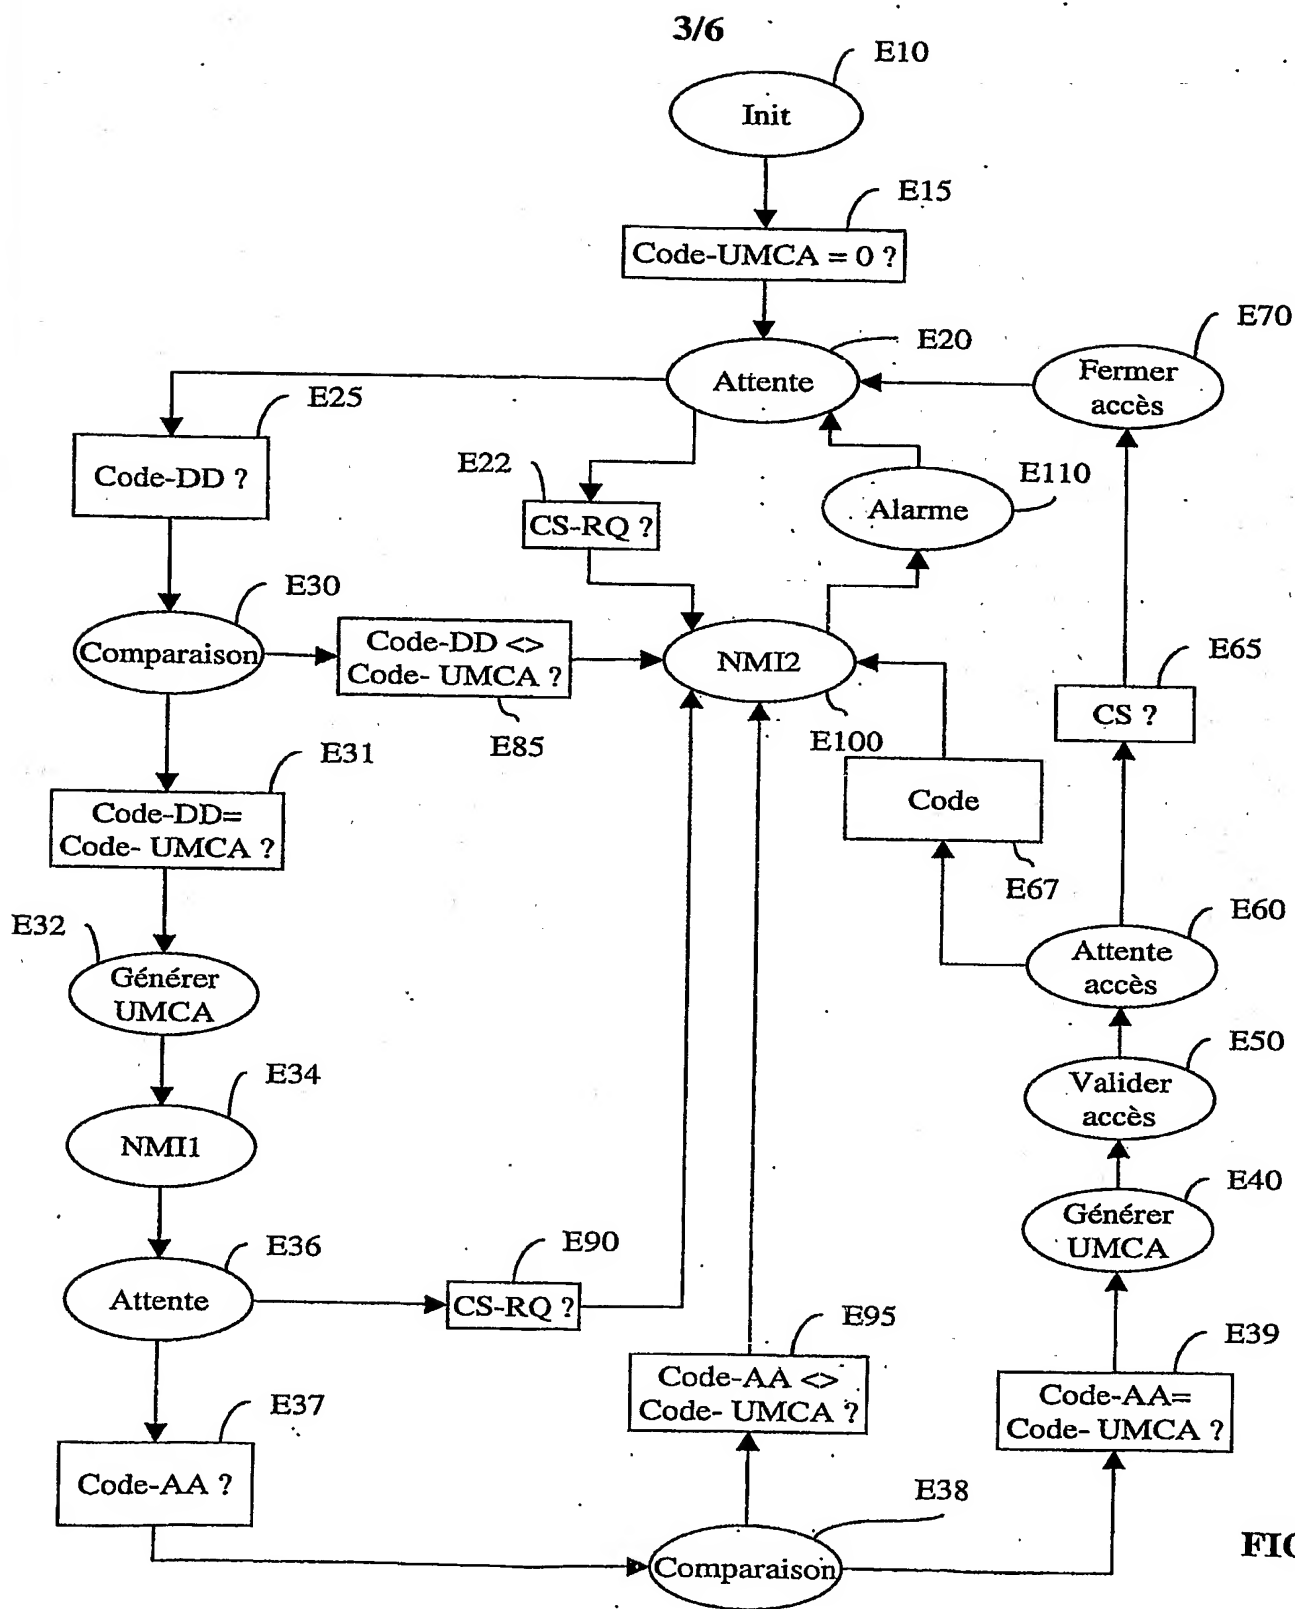 3/6
E10
Init
E15
Code-UMCA = 0 ?
E20
Attente
E70
Fermer
accès
E25
Code-DD ?
E22
CS-RQ ?
E110
Alarme
E30
Comparaison
Code-DD <>
Code- UMCA ?
E85
NMI2
E100
E65
CS ?
E31
Code-DD=
Code- UMCA ?
Code
E67
E32
Générer
UMCA
E60
Attente
accès
E34
NMI1
E50
Valider
accès
E40
Générer
UMCA
E36
Attente
E90
CS-RQ ?
E95
Code-AA <>
Code- UMCA ?
E39
Code-AA=
Code- UMCA ?
E37
Code-AA ?
E38
Comparaison